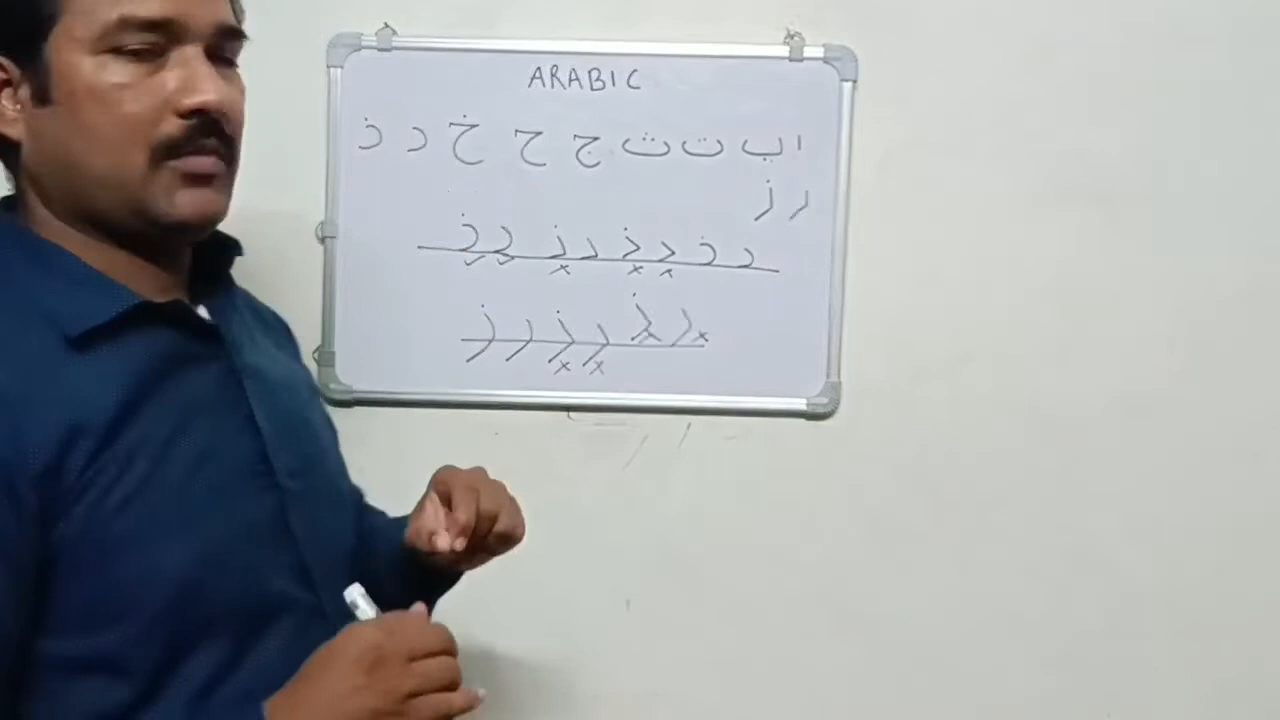 ARABIC
ا ب ت ث ج ح خ د ذ
ر ز
د ذ د ذ د ذ د ذ
ر ز ر ز ر ز